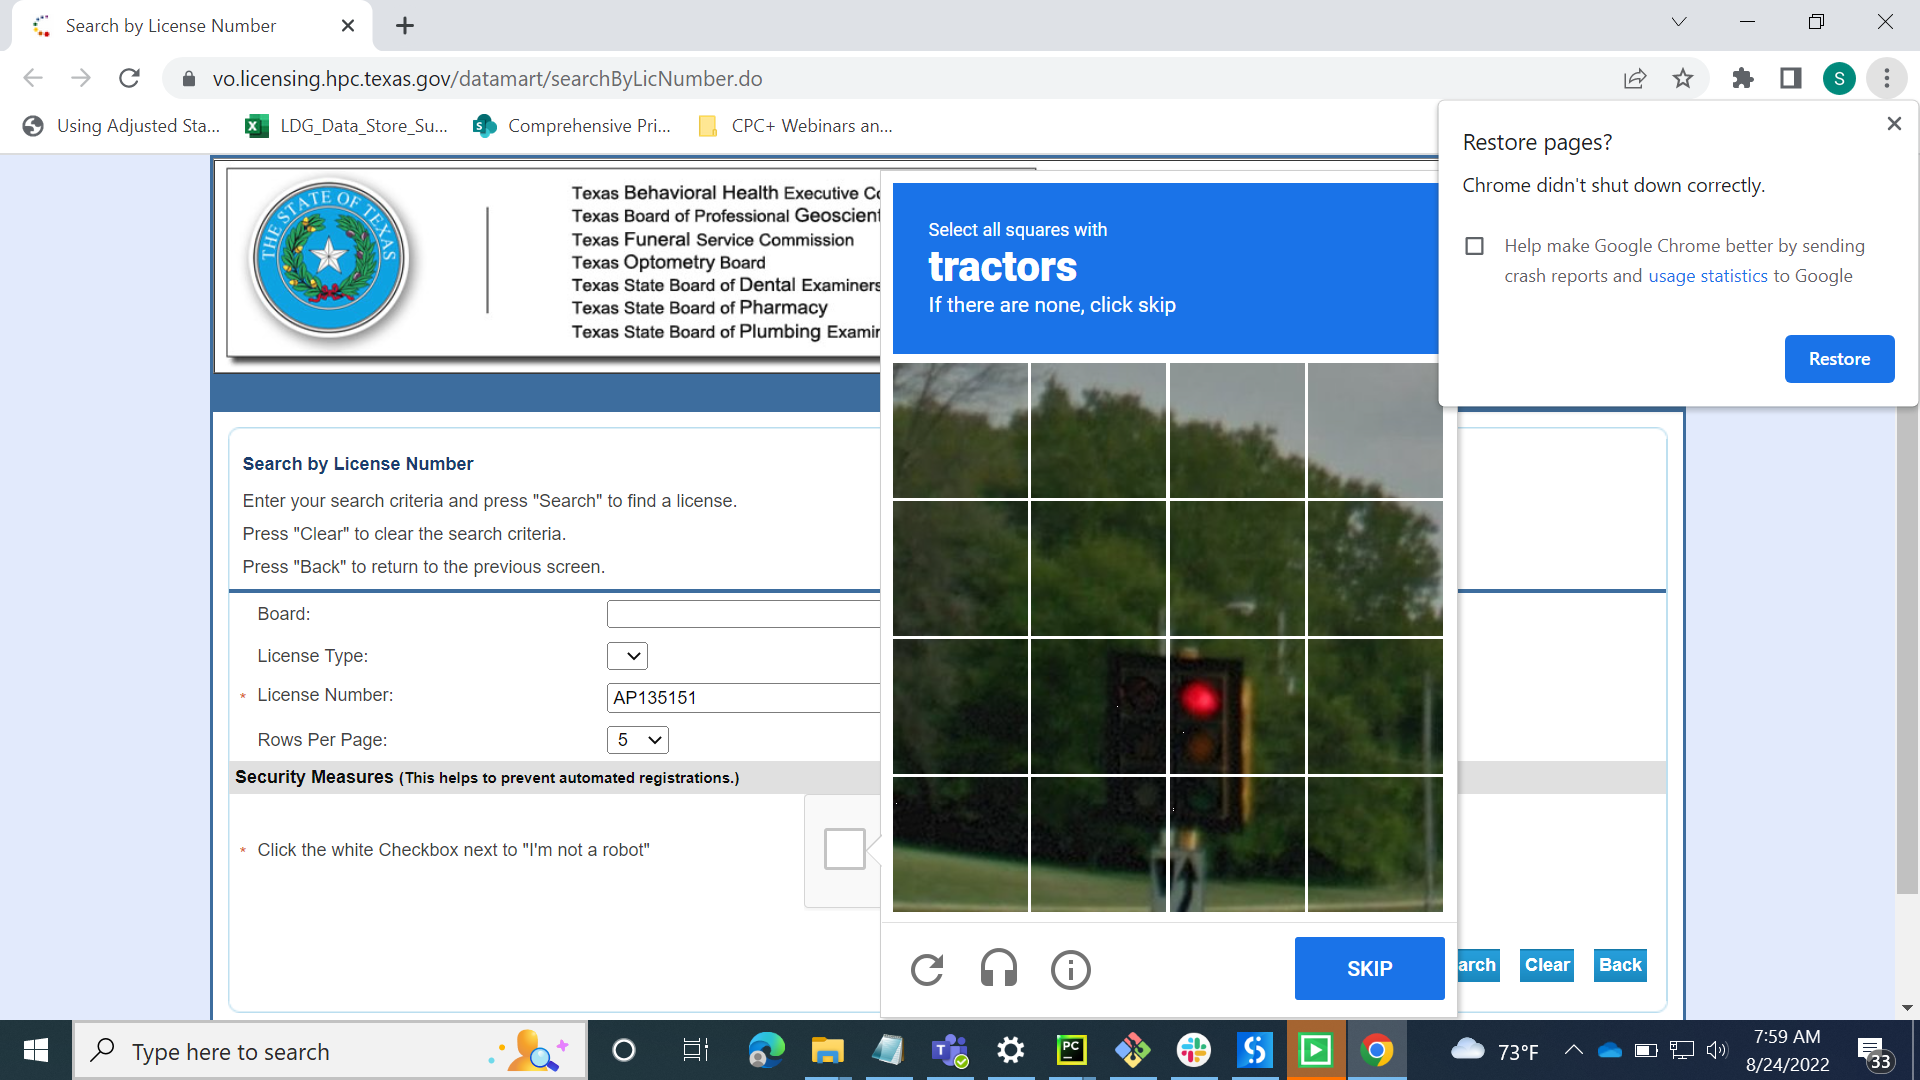 Search by License Number
vo.licensing.hpc.texas.gov/datamart/searchByLicNumber.do
S
Using Adjusted Sta...
LDG_Data_Store_Su...
Comprehensive Pri...
CPC+ Webinars an...
Restore pages?
Chrome didn't shut down correctly.
Help make Google Chrome better by sending
crash reports and usage statistics to Google
Restore
THE STATE OF TEXAS
Texas Behavioral Health Executive Co
Texas Board of Professional Geoscient
Texas Funeral Service Commission
Texas Optometry Board
Texas State Board of Dental Examiners
Texas State Board of Pharmacy
Texas State Board of Plumbing Examin
Select all squares with
tractors
If there are none, click skip
Search by License Number
Enter your search criteria and press "Search" to find a license.
Press "Clear" to clear the search criteria.
Press "Back" to return to the previous screen.
Board:
License Type:
* License Number:
AP135151
Rows Per Page:
5
Security Measures (This helps to prevent automated registrations.)
* Click the white Checkbox next to "I'm not a robot"
SKIP
arch
Clear
Back
Type here to search
PC
73°F
7:59 AM
8/24/2022
33